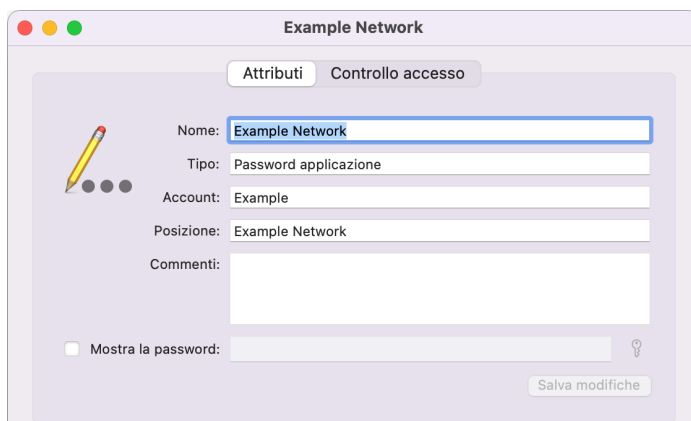 Example Network
Attributi Controllo accesso
Nome: Example Network
Tipo: Password applicazione
Account: Example
Posizione: Example Network
Commenti:
Mostra la password:
Salva modifiche